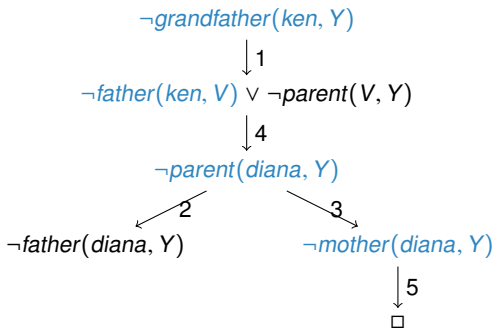 ¬grandfather(ken, Y)
1
¬father(ken, V) ∨ ¬parent(V, Y)
4
¬parent(diana, Y)
2 3
¬father(diana, Y) ¬mother(diana, Y)
5
□